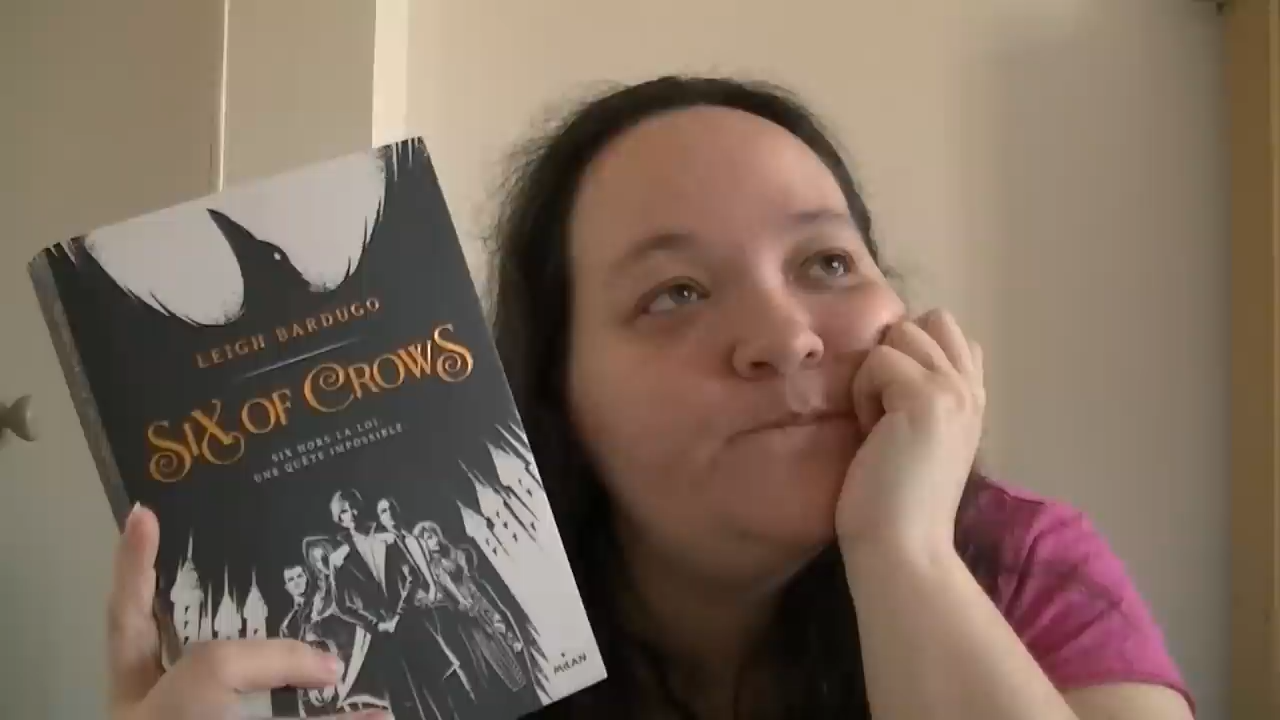 LEIGH BARDUGO
SIX OF CROWS
SIX HORS LA LOI
UNE QUÊTE IMPOSSIBLE
MILAN